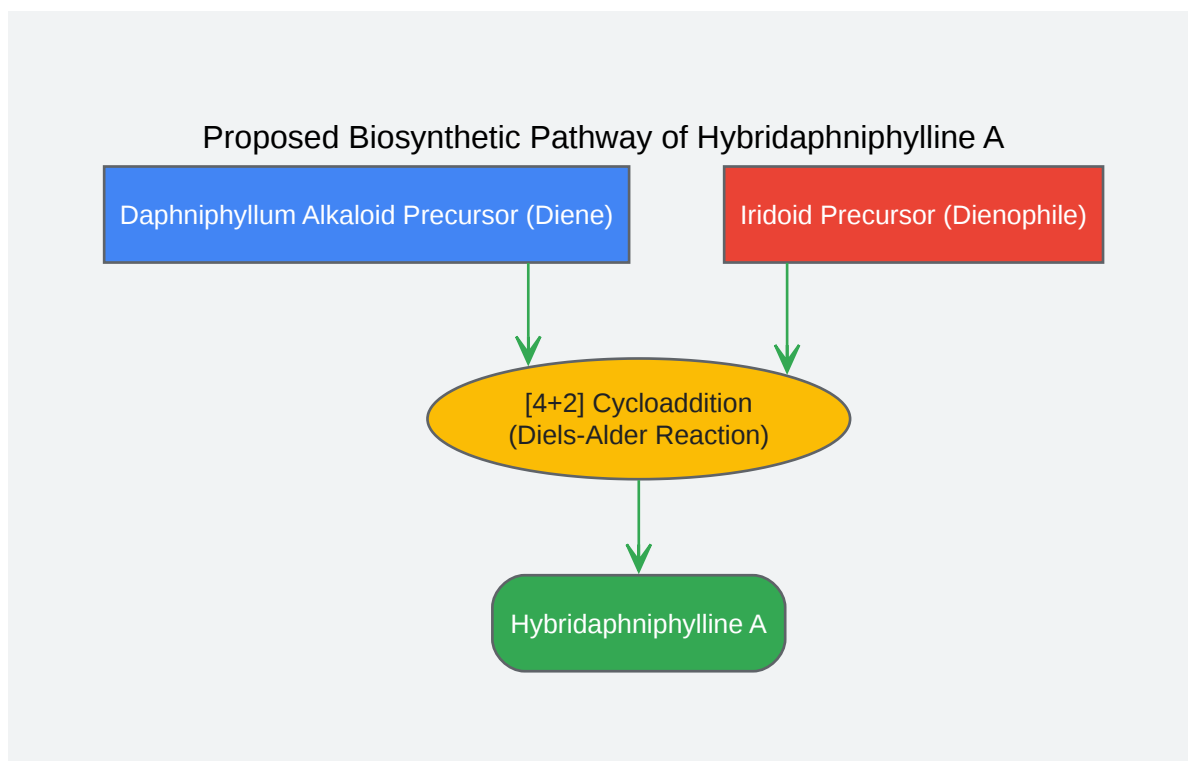 Proposed Biosynthetic Pathway of Hybridaphniphylline A
Daphniphyllum Alkaloid Precursor (Diene)
Iridoid Precursor (Dienophile)
[4+2] Cycloaddition
(Diels-Alder Reaction)
Hybridaphniphylline A